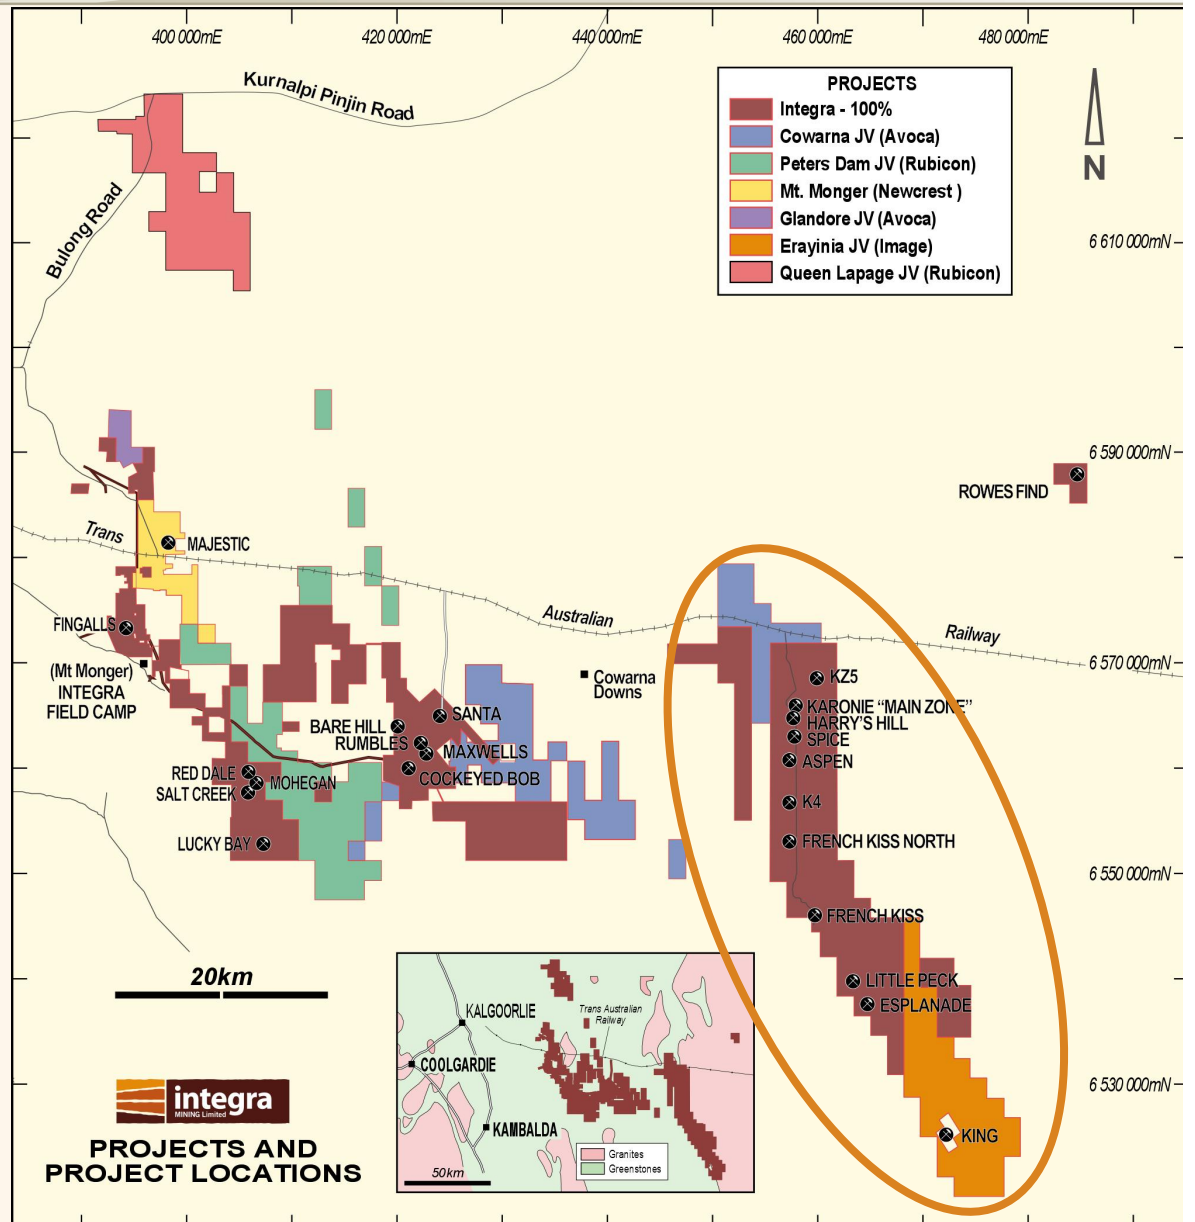 400 000mE
420 000mE
440 000mE
460 000mE
480 000mE
Kurnalpi Pinjin Road
PROJECTS
Integra - 100%
Cowarna JV (Avoca)
Peters Dam JV (Rubicon)
Mt. Monger (Newcrest )
Glandore JV (Avoca)
Erayinia JV (Image)
Queen Lapage JV (Rubicon)
N
Bulong Road
6 610 000mN
6 590 000mN
ROWES FIND
Trans
MAJESTIC
Australian
Railway
FINGALLS
(Mt Monger)
INTEGRA
FIELD CAMP
6 570 000mN
Cowarna
Downs
KZ5
KARONIE “MAIN ZONE”
HARRY'S HILL
SPICE
ASPEN
SANTA
BARE HILL
RUMBLES
MAXWELLS
COCKEYED BOB
RED DALE
MOHEGAN
SALT CREEK
K4
LUCKY BAY
FRENCH KISS NORTH
6 550 000mN
FRENCH KISS
20km
LITTLE PECK
ESPLANADE
KALGOORLIE
Trans Australian
Railway
COOLGARDIE
KAMBALDA
Granites
Greenstones
50km
6 530 000mN
KING
integra
MINING Limited
PROJECTS AND
PROJECT LOCATIONS